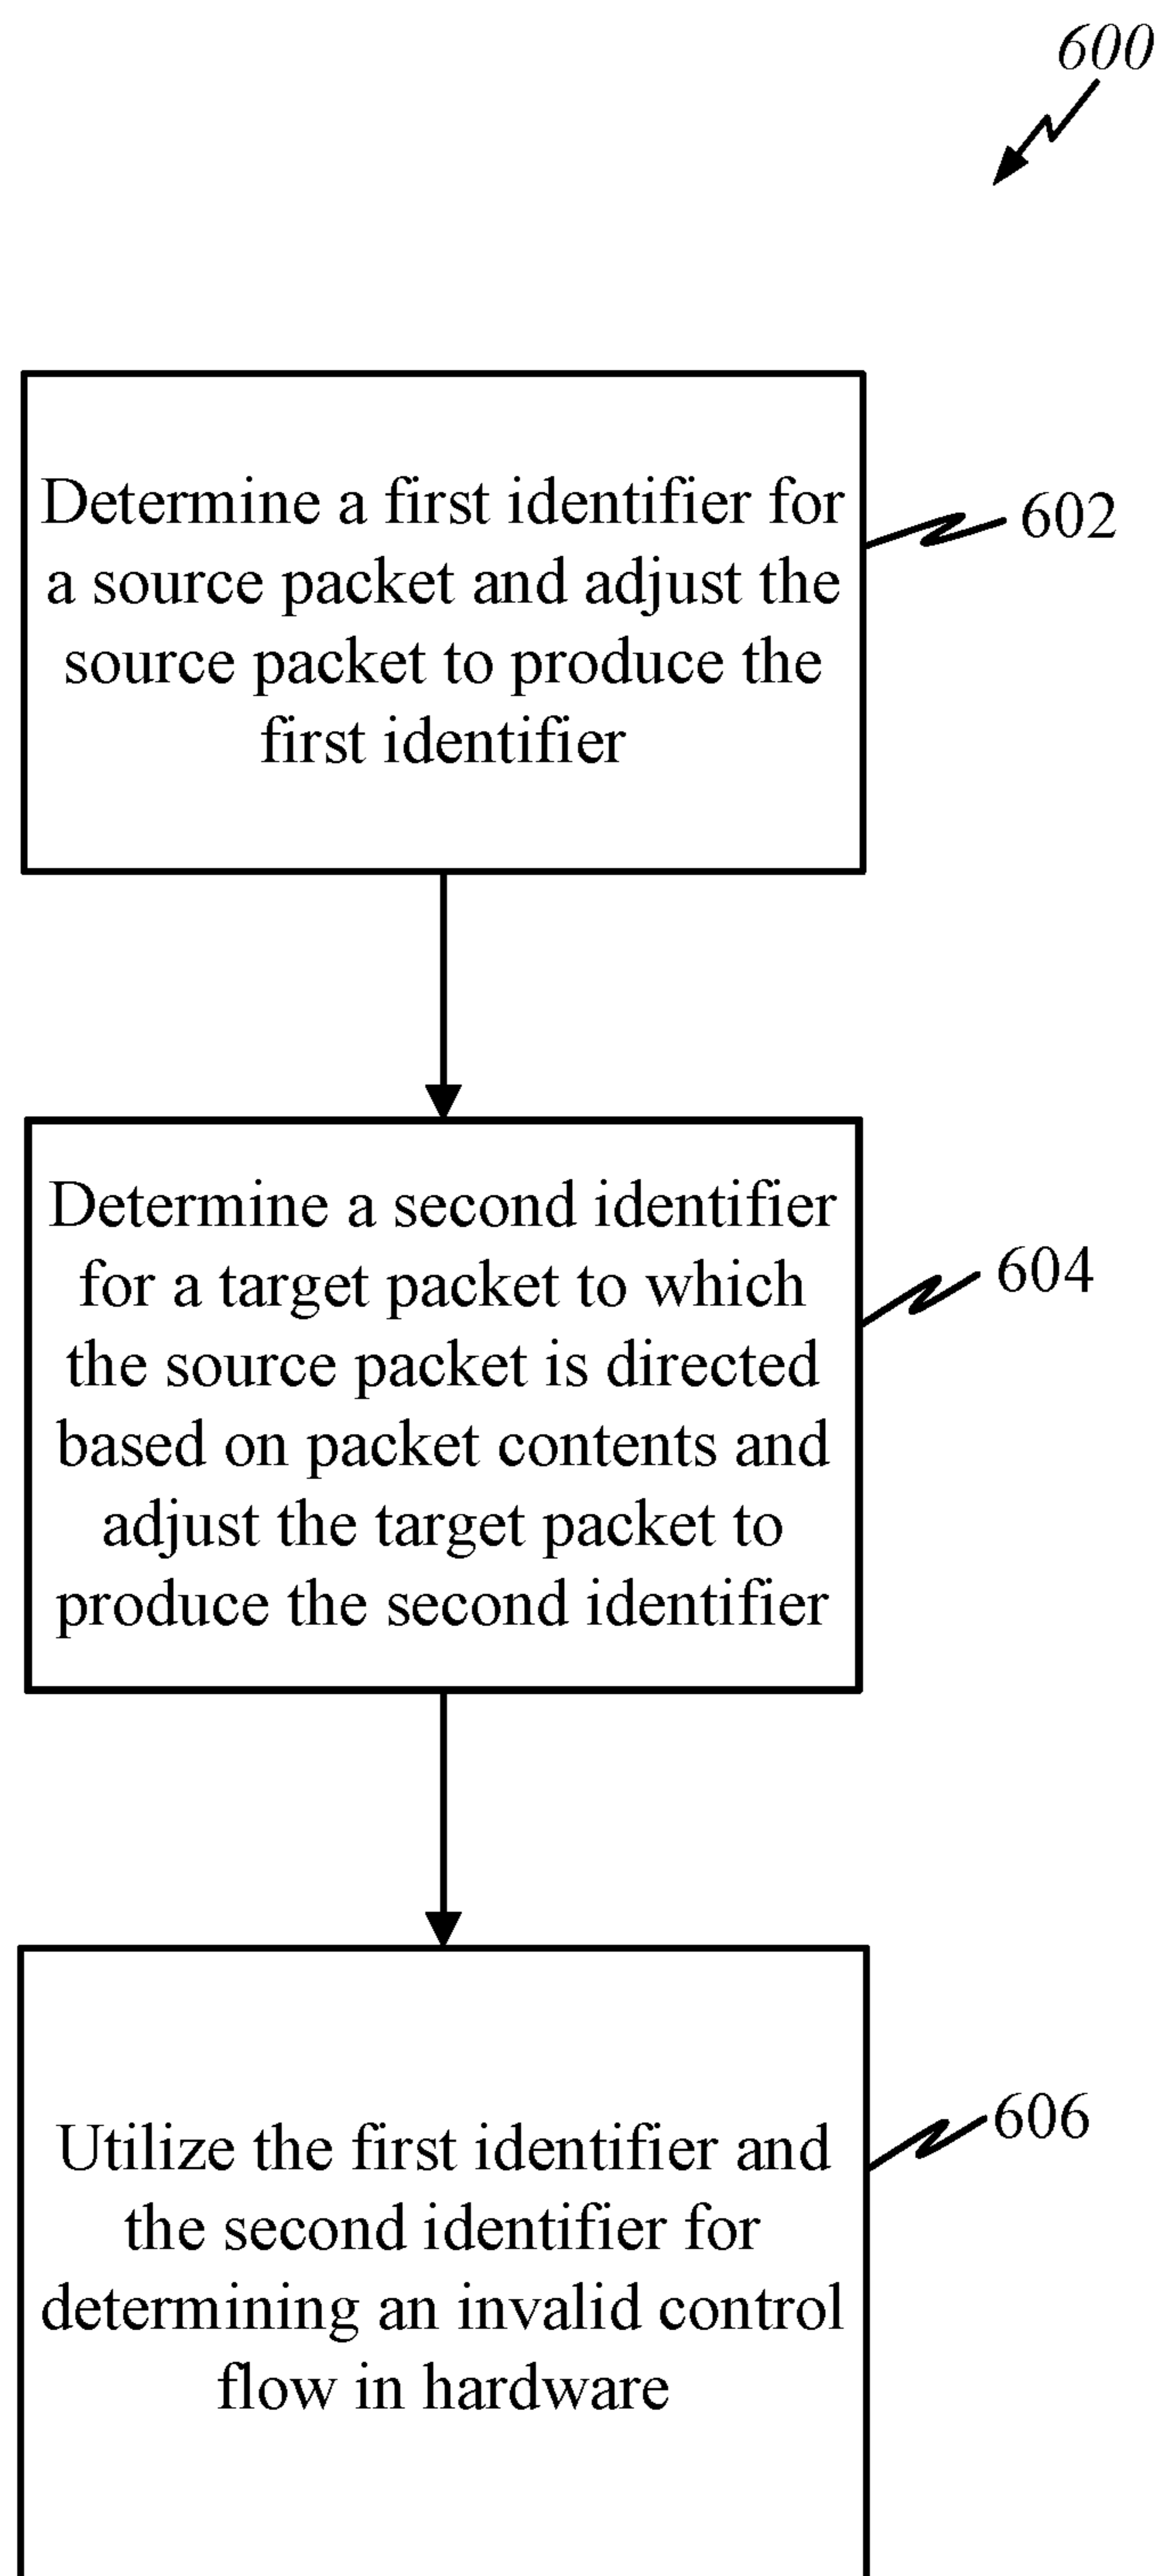 600
Determine a first identifier for
a source packet and adjust the
source packet to produce the
first identifier
602
Determine a second identifier
for a target packet to which
the source packet is directed
based on packet contents and
adjust the target packet to
produce the second identifier
604
Utilize the first identifier and
the second identifier for
determining an invalid control
flow in hardware
606